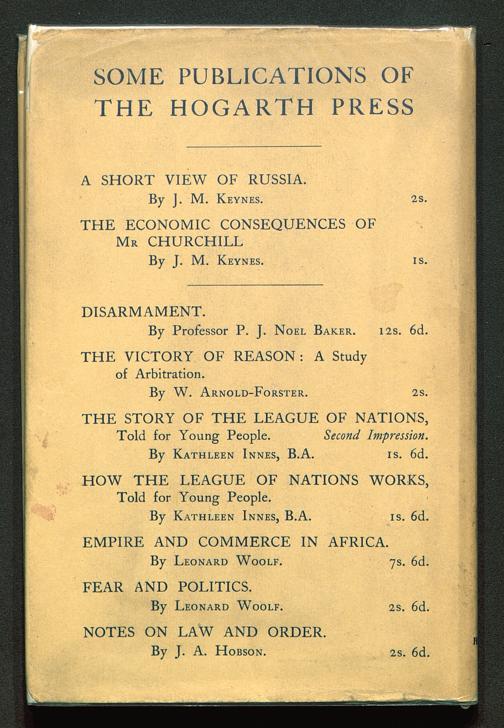 SOME PUBLICATIONS OF
THE HOGARTH PRESS
A SHORT VIEW OF RUSSIA.
By J. M. KEYNES. 2s.
THE ECONOMIC CONSEQUENCES OF
MR CHURCHILL
By J. M. KEYNES. 1s.
DISARMAMENT.
By Professor P. J. NOEL BAKER. 12s. 6d.
THE VICTORY OF REASON: A Study
of Arbitration.
By W. ARNOLD-FORSTER. 2s.
THE STORY OF THE LEAGUE OF NATIONS,
Told for Young People. Second Impression.
By KATHLEEN INNES, B.A. 1s. 6d.
HOW THE LEAGUE OF NATIONS WORKS,
Told for Young People.
By KATHLEEN INNES, B.A. 1s. 6d.
EMPIRE AND COMMERCE IN AFRICA.
By LEONARD WOOLF. 7s. 6d.
FEAR AND POLITICS.
By LEONARD WOOLF. 2s. 6d.
NOTES ON LAW AND ORDER.
By J. A. HOBSON. 2s. 6d.